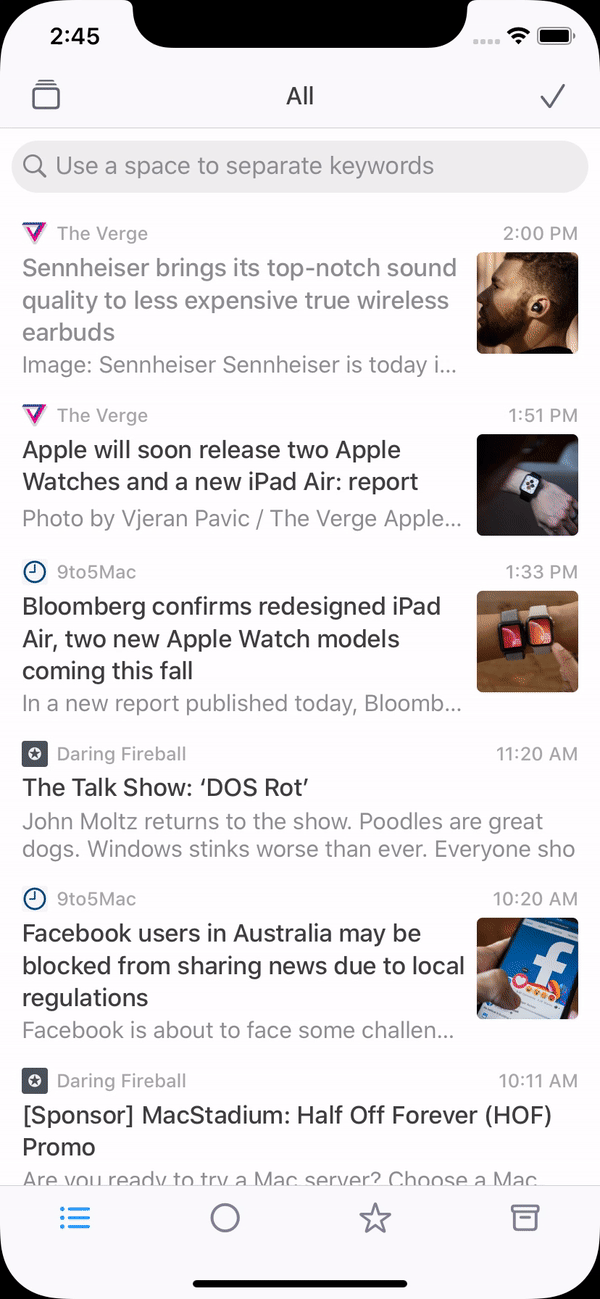 2:45
All
Use a space to separate keywords
The Verge 2:00 PM
Sennheiser brings its top-notch sound
quality to less expensive true wireless
earbuds
Image: Sennheiser Sennheiser is today i...
The Verge 1:51 PM
Apple will soon release two Apple
Watches and a new iPad Air: report
Photo by Vjeran Pavic / The Verge Apple...
9to5Mac 1:33 PM
Bloomberg confirms redesigned iPad
Air, two new Apple Watch models
coming this fall
In a new report published today, Bloomb...
Daring Fireball 11:20 AM
The Talk Show: ‘DOS Rot’
John Moltz returns to the show. Poodles are great
dogs. Windows stinks worse than ever. Everyone sho
9to5Mac 10:20 AM
Facebook users in Australia may be
blocked from sharing news due to local
regulations
Facebook is about to face some challen...
Daring Fireball 10:11 AM
[Sponsor] MacStadium: Half Off Forever (HOF)
Promo
Are you ready to try a Mac server? Choose a Mac